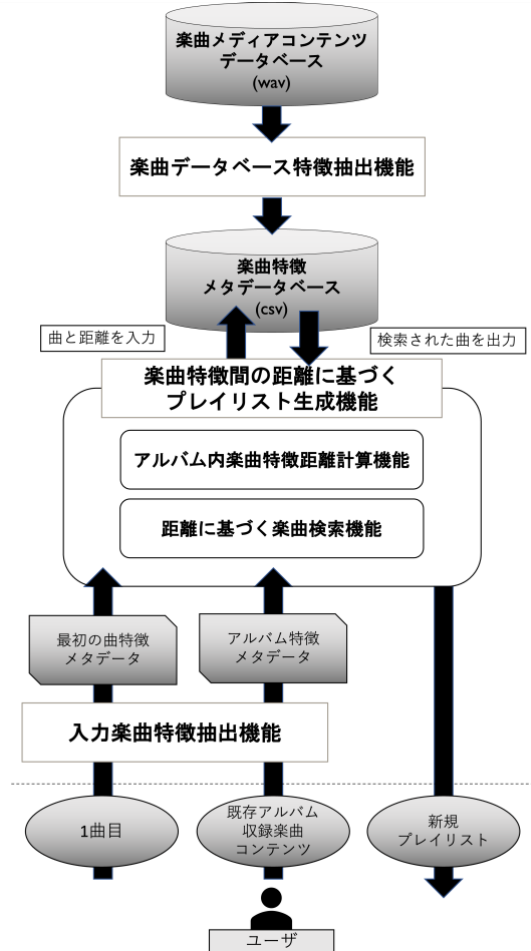 楽曲メディアコンテンツ
データベース
(wav)
楽曲データベース特徴抽出機能
楽曲特徴
メタデータベース
(csv)
曲と距離を入力
検索された曲を出力
楽曲特徴間の距離に基づく
プレイリスト生成機能
アルバム内楽曲特徴距離計算機能
距離に基づく楽曲検索機能
最初の曲特徴
メタデータ
アルバム特徴
メタデータ
入力楽曲特徴抽出機能
1曲目
既存アルバム
収録楽曲
コンテンツ
新規
プレイリスト
ユーザ